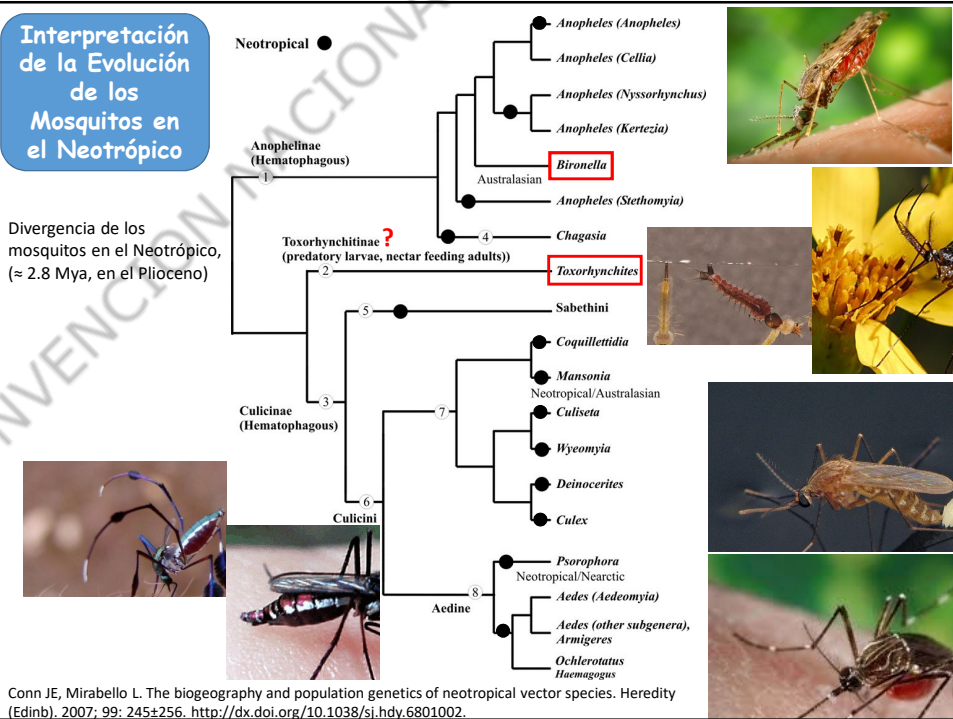 Interpretación
de la Evolución
de los
Mosquitos en
el Neotrópico
Neotropical
Divergencia de los
mosquitos en el Neotrópico,
(≈ 2.8 Mya, en el Plioceno)
Anophelinae
(Hematophagous)
1
Anopheles (Anopheles)
Anopheles (Cellia)
Anopheles (Nyssorhynchus)
Anopheles (Kertezia)
Bironella
Australasian
Anopheles (Stethomyia)
4
Chagasia
Toxorhynchitinae ?
(predatory larvae, nectar feeding adults))
2
Toxorhynchites
5
Sabethini
Coquillettidia
Mansonia
Neotropical/Australasian
3
7
Culicinae
(Hematophagous)
Culiseta
Wyeomyia
Deinocerites
Culex
6
Culicini
Psorophora
Neotropical/Nearctic
8
Aedine
Aedes (Aedeomyia)
Aedes (other subgenera),
Armigeres
Ochlerotatus
Haemagogus
Conn JE, Mirabello L. The biogeography and population genetics of neotropical vector species. Heredity
(Edinb). 2007; 99: 245±256. http://dx.doi.org/10.1038/sj.hdy.6801002.
NVENCION NACIONA